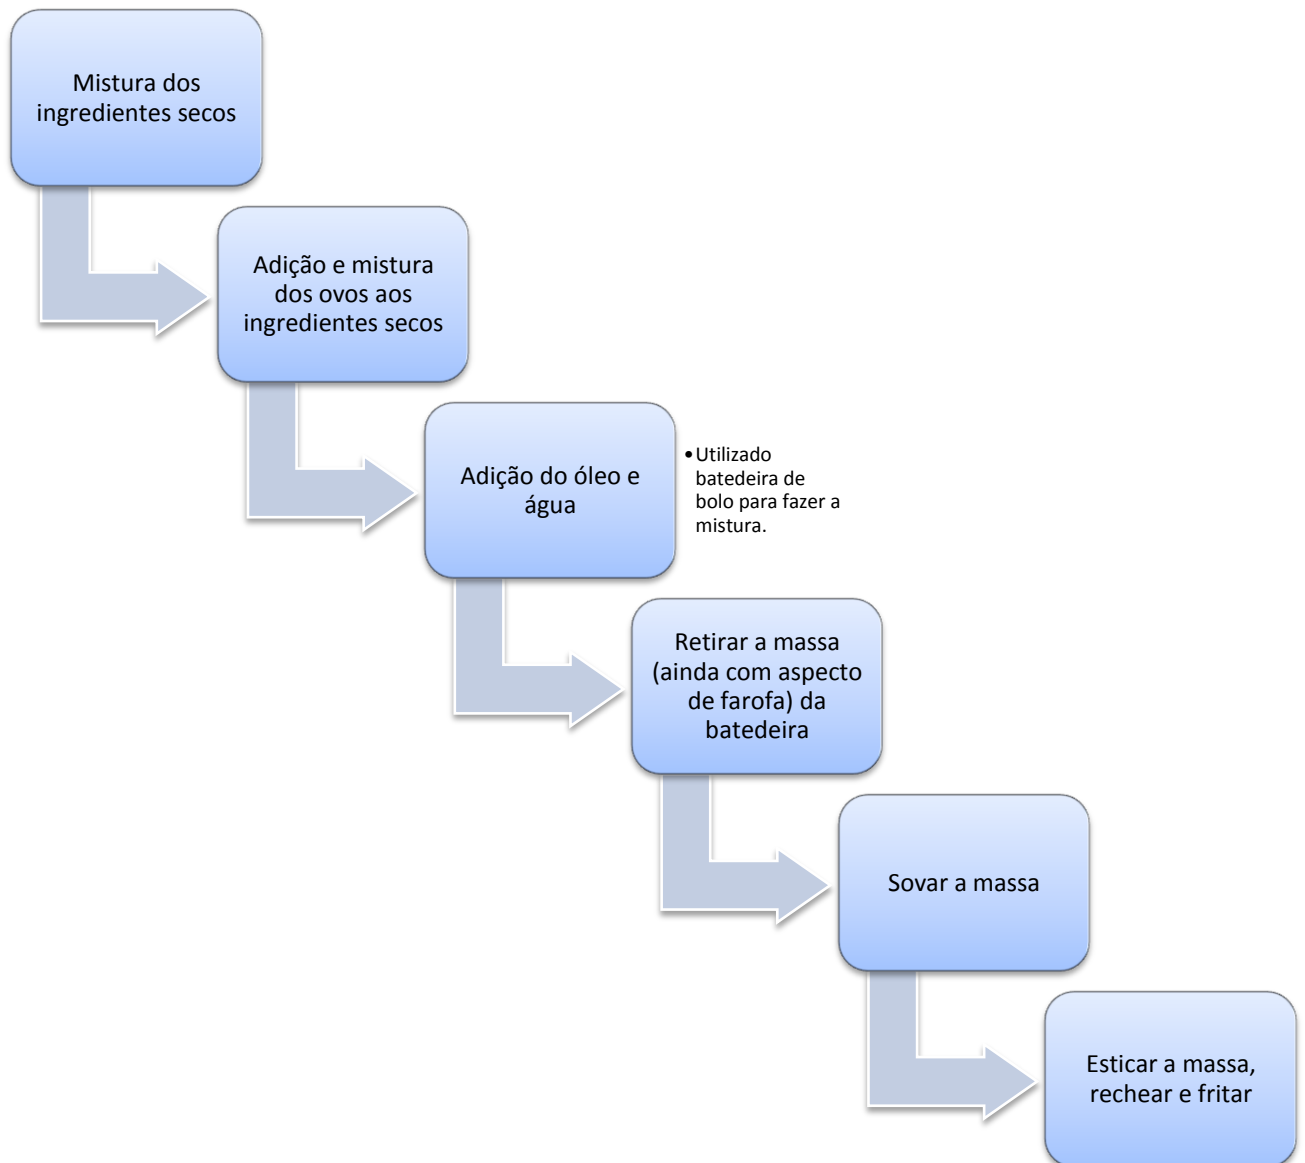 Mistura dos
ingredientes secos
Adição e mistura
dos ovos aos
ingredientes secos
Adição do óleo e
água
•Utilizado
batedeira de
bolo para fazer a
mistura.
Retirar a massa
(ainda com aspecto
de farofa) da
batedeira
Sovar a massa
Esticar a massa,
rechear e fritar